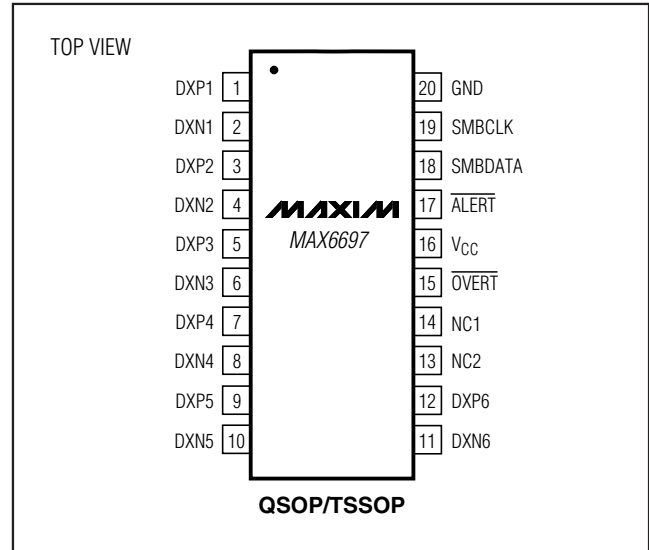 TOP VIEW
DXP1 1
20 GND
DXN1 2
19 SMBCLK
DXP2 3
18 SMBDATA
DXN2 4
MAXIM
17 ALERT
DXP3 5
MAX6697
16 VCC
DXN3 6
15 OVERT
DXP4 7
14 NC1
DXN4 8
13 NC2
DXP5 9
12 DXP6
DXN5 10
11 DXN6
QSOP/TSSOP